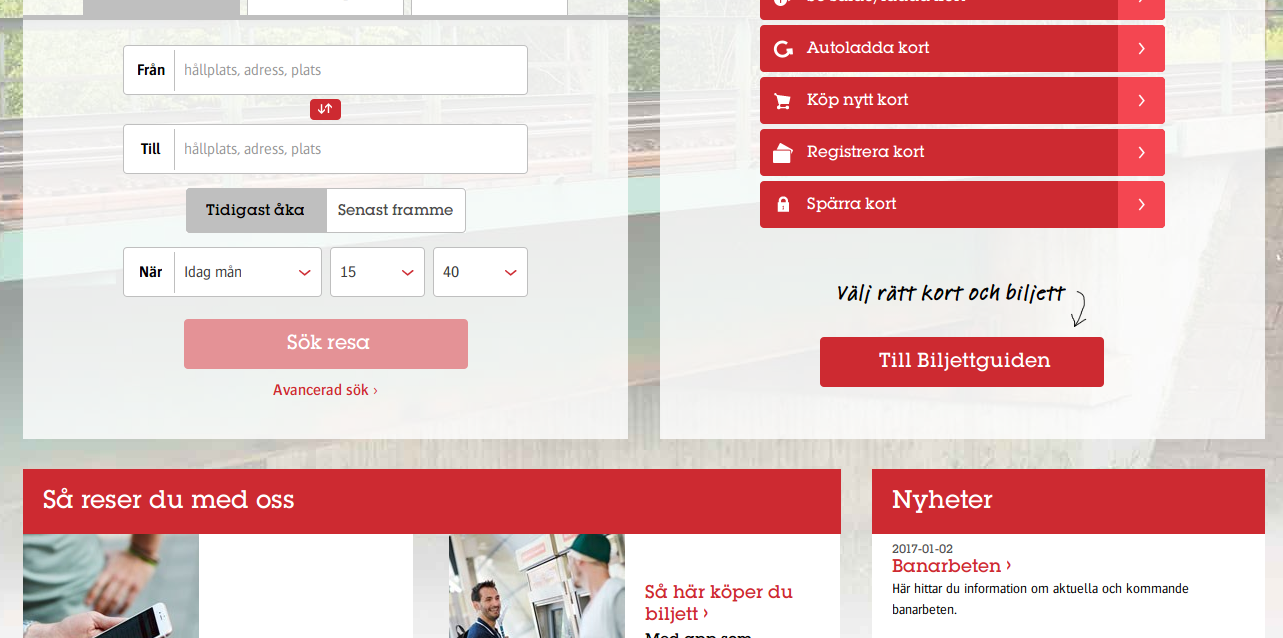 Från
hållplats, adress, plats
Till
hållplats, adress, plats
Tidigast åka
Senast framme
När
Idag mån
15
40
Sök resa
Avancerad sök ›
Autoladda kort
Köp nytt kort
Registrera kort
Spärra kort
Välj rätt kort och biljett
Till Biljettguiden
Så reser du med oss
Så här köper du
biljett ›
Med app som
Nyheter
2017-01-02
Banarbeten ›
Här hittar du information om aktuella och kommande
banarbeten.